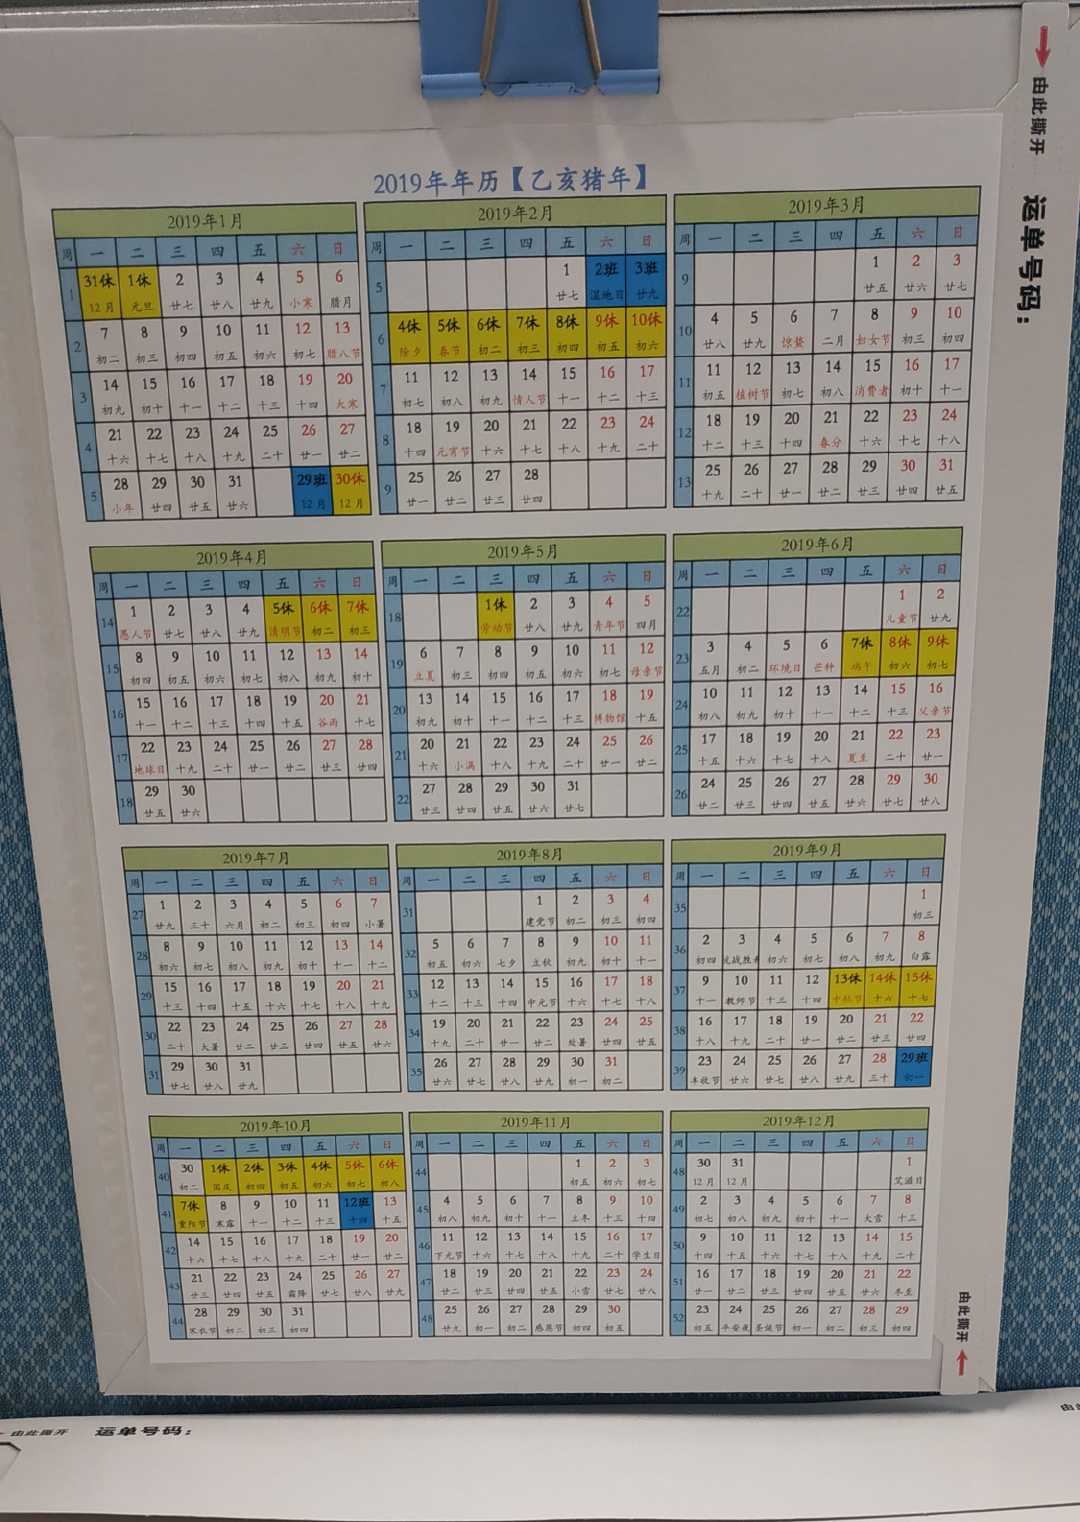 由此撕开
运单号码：
2019年年历【乙亥猪年】
2019年1月
周 一 二 三 四 五 六 日
1 31休 1休 2 3 4 5 6
12月 元旦 廿七 廿八 廿九 小寒 腊月
2 7 8 9 10 11 12 13
初二 初三 初四 初五 初六 初七 腊八节
3 14 15 16 17 18 19 20
初九 初十 十一 十二 十三 十四 大寒
4 21 22 23 24 25 26 27
十六 十七 十八 十九 二十 廿一 廿二
5 28 29 30 31 29班 30休
小年 廿四 廿五 廿六 12月 12月
2019年2月
周 一 二 三 四 五 六 日
5 1 2班 3班
廿七 湿地日 廿九
6 4休 5休 6休 7休 8休 9休 10休
除夕 春节 初二 初三 初四 初五 初六
7 11 12 13 14 15 16 17
初七 初八 初九 情人节 十一 十二 十三
8 18 19 20 21 22 23 24
十四 元宵节 十六 十七 十八 十九 二十
9 25 26 27 28
廿一 廿二 廿三 廿四
2019年3月
周 一 二 三 四 五 六 日
9 1 2 3
廿五 廿六 廿七
10 4 5 6 7 8 9 10
廿八 廿九 惊蛰 二月 妇女节 初三 初四
11 11 12 13 14 15 16 17
初五 植树节 初七 初八 消费者 初十 十一
12 18 19 20 21 22 23 24
十二 十三 十四 春分 十六 十七 十八
13 25 26 27 28 29 30 31
十九 二十 廿一 廿二 廿三 廿四 廿五
2019年4月
周 一 二 三 四 五 六 日
14 1 2 3 4 5休 6休 7休
愚人节 廿七 廿八 廿九 清明节 初二 初三
15 8 9 10 11 12 13 14
初四 初五 初六 初七 初八 初九 初十
16 15 16 17 18 19 20 21
十一 十二 十三 十四 十五 谷雨 十七
17 22 23 24 25 26 27 28
地球日 十九 二十 廿一 廿二 廿三 廿四
18 29 30
廿五 廿六
2019年5月
周 一 二 三 四 五 六 日
18 1休 2 3 4 5
劳动节 廿八 廿九 青年节 四月
19 6 7 8 9 10 11 12
立夏 初三 初四 初五 初六 初七 母亲节
20 13 14 15 16 17 18 19
初九 初十 十一 十二 十三 博物馆 十五
21 20 21 22 23 24 25 26
十六 小满 十八 十九 二十 廿一 廿二
22 27 28 29 30 31
廿三 廿四 廿五 廿六 廿七
2019年6月
周 一 二 三 四 五 六 日
22 1 2
儿童节 廿九
23 3 4 5 6 7休 8休 9休
五月 初二 环境日 芒种 端午 初六 初七
24 10 11 12 13 14 15 16
初八 初九 初十 十一 十二 十三 父亲节
25 17 18 19 20 21 22 23
十五 十六 十七 十八 夏至 二十 廿一
26 24 25 26 27 28 29 30
廿二 廿三 廿四 廿五 廿六 廿七 廿八
2019年7月
周 一 二 三 四 五 六 日
27 1 2 3 4 5 6 7
廿九 三十 六月 初二 初三 初四 小暑
28 8 9 10 11 12 13 14
初六 初七 初八 初九 初十 十一 十二
29 15 16 17 18 19 20 21
十三 十四 十五 十六 十七 十八 十九
30 22 23 24 25 26 27 28
二十 大暑 廿二 廿三 廿四 廿五 廿六
31 29 30 31
廿七 廿八 廿九
2019年8月
周 一 二 三 四 五 六 日
31 1 2 3 4
建党节 初二 初三 初四
32 5 6 7 8 9 10 11
初五 初六 七夕 立秋 初九 初十 十一
33 12 13 14 15 16 17 18
十二 十三 十四 中元节 十六 十七 十八
34 19 20 21 22 23 24 25
十九 二十 廿一 廿二 处暑 廿四 廿五
35 26 27 28 29 30 31
廿六 廿七 廿八 廿九 初一 初二
2019年9月
周 一 二 三 四 五 六 日
35 1
初三
36 2 3 4 5 6 7 8
初四 抗战胜利 初六 初七 初八 初九 白露
37 9 10 11 12 13休 14休 15休
十一 教师节 十三 十四 中秋节 十六 十七
38 16 17 18 19 20 21 22
十八 十九 二十 廿一 廿二 廿三 廿四
39 23 24 25 26 27 28 29班
丰收节 廿六 廿七 廿八 廿九 三十 初一
2019年10月
周 一 二 三 四 五 六 日
40 30 1休 2休 3休 4休 5休 6休
初二 国庆 初四 初五 初六 初七 初八
41 7休 8 9 10 11 12班 13
重阳节 寒露 十一 十二 十三 十四 十五
42 14 15 16 17 18 19 20
十六 十七 十八 十九 二十 廿一 廿二
43 21 22 23 24 25 26 27
廿三 廿四 廿五 霜降 廿七 廿八 廿九
44 28 29 30 31
寒衣节 初二 初三 初四
2019年11月
周 一 二 三 四 五 六 日
44 1 2 3
初五 初六 初七
45 4 5 6 7 8 9 10
初八 初九 初十 十一 立冬 十三 十四
46 11 12 13 14 15 16 17
下元节 十六 十七 十八 十九 二十 学生日
47 18 19 20 21 22 23 24
廿二 廿三 廿四 廿五 小雪 廿七 廿八
48 25 26 27 28 29 30
廿九 初一 初二 感恩节 初四 初五
2019年12月
周 一 二 三 四 五 六 日
48 30 31 1
12月 12月 艾滋日
49 2 3 4 5 6 7 8
初七 初八 初九 初十 十一 大雪 十三
50 9 10 11 12 13 14 15
十四 十五 十六 十七 十八 十九 二十
51 16 17 18 19 20 21 22
廿一 廿二 廿三 廿四 廿五 廿六 冬至
52 23 24 25 26 27 28 29
初五 平安夜 圣诞节 初一 初二 初三 初四
由此撕开
由此撕开
运单号码：
由此